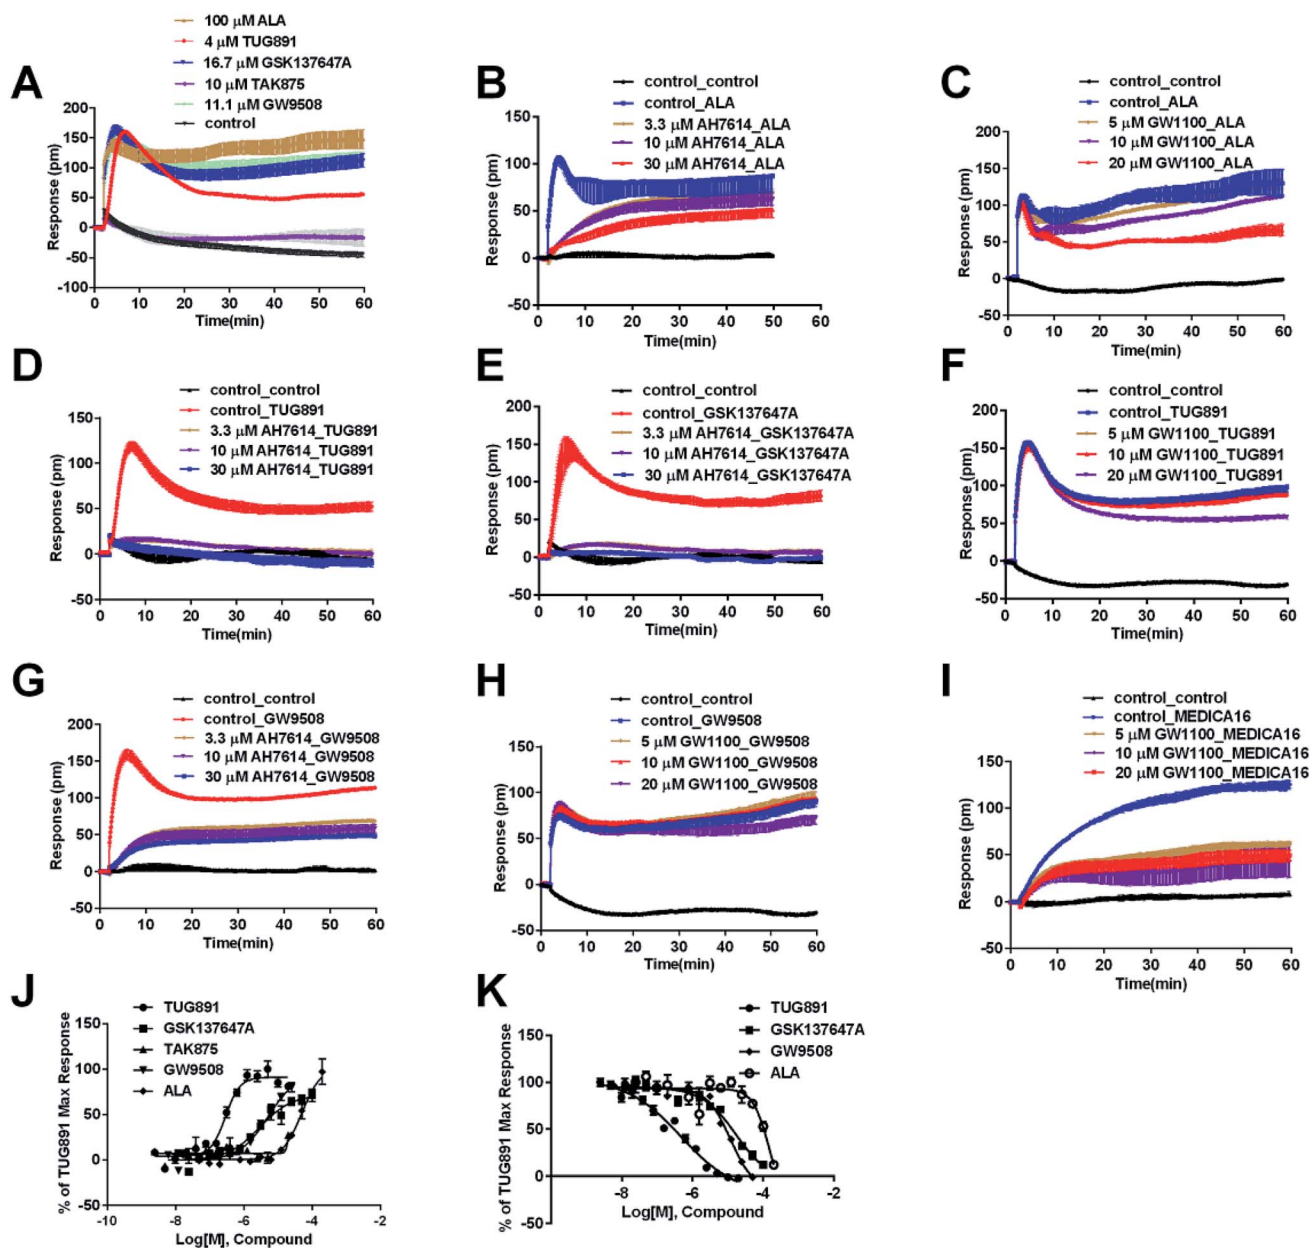 A
100 μM ALA
4 μM TUG891
16.7 μM GSK137647A
10 μM TAK875
11.1 μM GW9508
control
Response (pm)
200
150
100
50
0
-50
-100
0 10 20 30 40 50 60
Time(min)
B
control_control
control_ALA
3.3 μM AH7614_ALA
10 μM AH7614_ALA
30 μM AH7614_ALA
Response (pm)
150
100
50
0
-50
0 10 20 30 40 50 60
Time(min)
C
control_control
control_ALA
5 μM GW1100_ALA
10 μM GW1100_ALA
20 μM GW1100_ALA
Response (pm)
200
150
100
50
0
-50
0 10 20 30 40 50 60
Time(min)
D
control_control
control_TUG891
3.3 μM AH7614_TUG891
10 μM AH7614_TUG891
30 μM AH7614_TUG891
Response (pm)
150
100
50
0
-50
0 10 20 30 40 50 60
Time(min)
E
control_control
control_GSK137647A
3.3 μM AH7614_GSK137647A
10 μM AH7614_GSK137647A
30 μM AH7614_GSK137647A
Response (pm)
200
150
100
50
0
-50
0 10 20 30 40 50 60
Time(min)
F
control_control
control_TUG891
5 μM GW1100_TUG891
10 μM GW1100_TUG891
20 μM GW1100_TUG891
Response (pm)
200
150
100
50
0
-50
0 10 20 30 40 50 60
Time(min)
G
control_control
control_GW9508
3.3 μM AH7614_GW9508
10 μM AH7614_GW9508
30 μM AH7614_GW9508
Response (pm)
200
150
100
50
0
-50
0 10 20 30 40 50 60
Time(min)
H
control_control
control_GW9508
5 μM GW1100_GW9508
10 μM GW1100_GW9508
20 μM GW1100_GW9508
Response (pm)
150
100
50
0
-50
0 10 20 30 40 50 60
Time(min)
I
control_control
control_MEDICA16
5 μM GW1100_MEDICA16
10 μM GW1100_MEDICA16
20 μM GW1100_MEDICA16
Response (pm)
150
100
50
0
-50
0 10 20 30 40 50 60
Time(min)
J
TUG891
GSK137647A
TAK875
GW9508
ALA
% of TUG891 Max Response
150
100
50
0
-50
-10 -8 -6 -4 -2
Log[M], Compound
K
TUG891
GSK137647A
GW9508
ALA
% of TUG891 Max Response
150
100
50
0
-50
-8 -6 -4 -2
Log[M], Compound